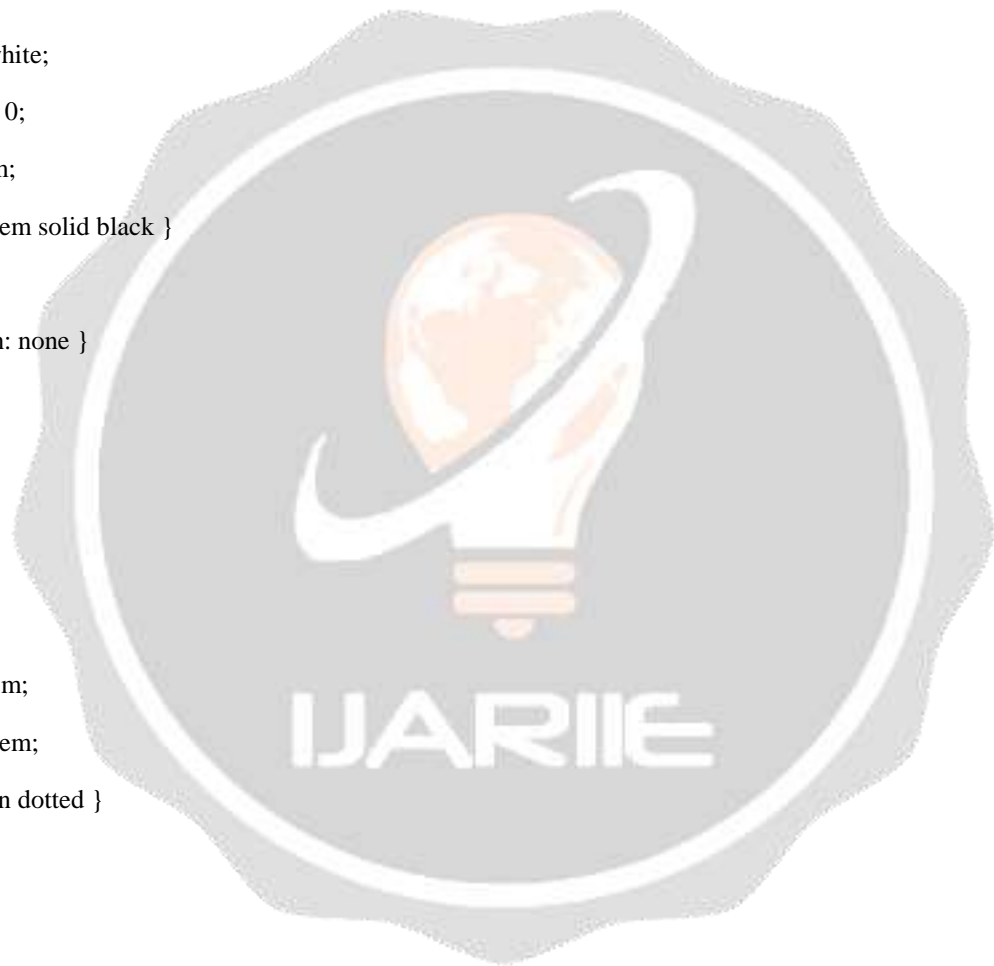 hite;
0;
n;
em solid black }
n: none }
m;
em;
n dotted }
IJARIIE